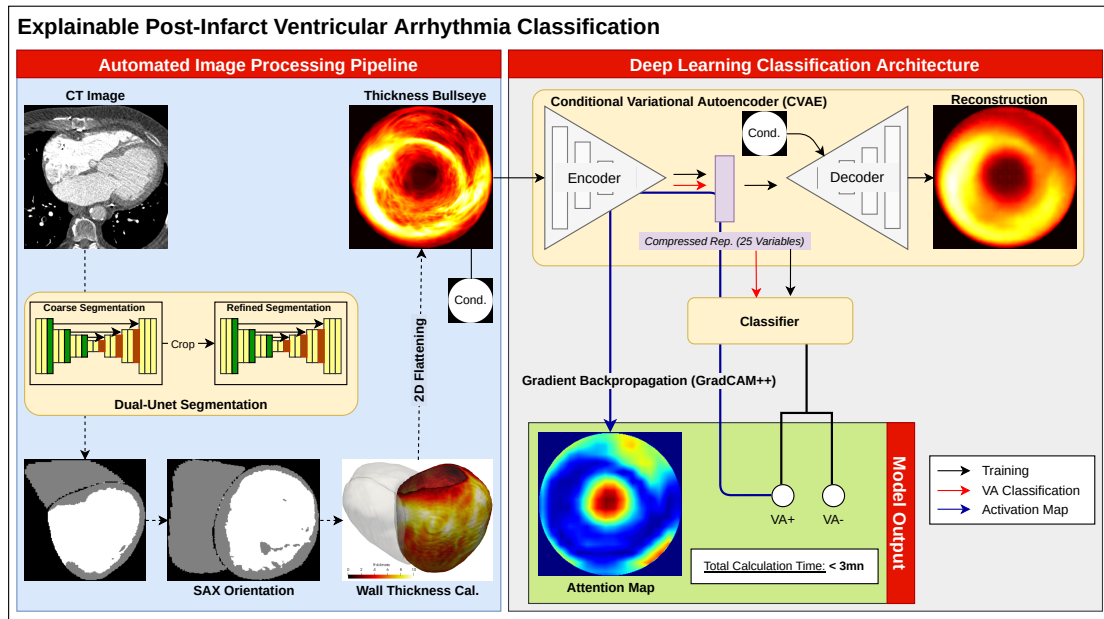 Explainable Post-Infarct Ventricular Arrhythmia Classification
Automated Image Processing Pipeline
CT Image
Thickness Bullseye
Cond.
Coarse Segmentation
Refined Segmentation
Crop
Dual-Unet Segmentation
2D Flattening
SAX Orientation
Wall Thickness Cal.
Deep Learning Classification Architecture
Conditional Variational Autoencoder (CVAE)
Reconstruction
Cond.
Encoder
Decoder
Compressed Rep. (25 Variables)
Classifier
Gradient Backpropagation (GradCAM++)
VA+
VA-
Total Calculation Time: < 3mn
Attention Map
Model Output
Training
VA Classification
Activation Map